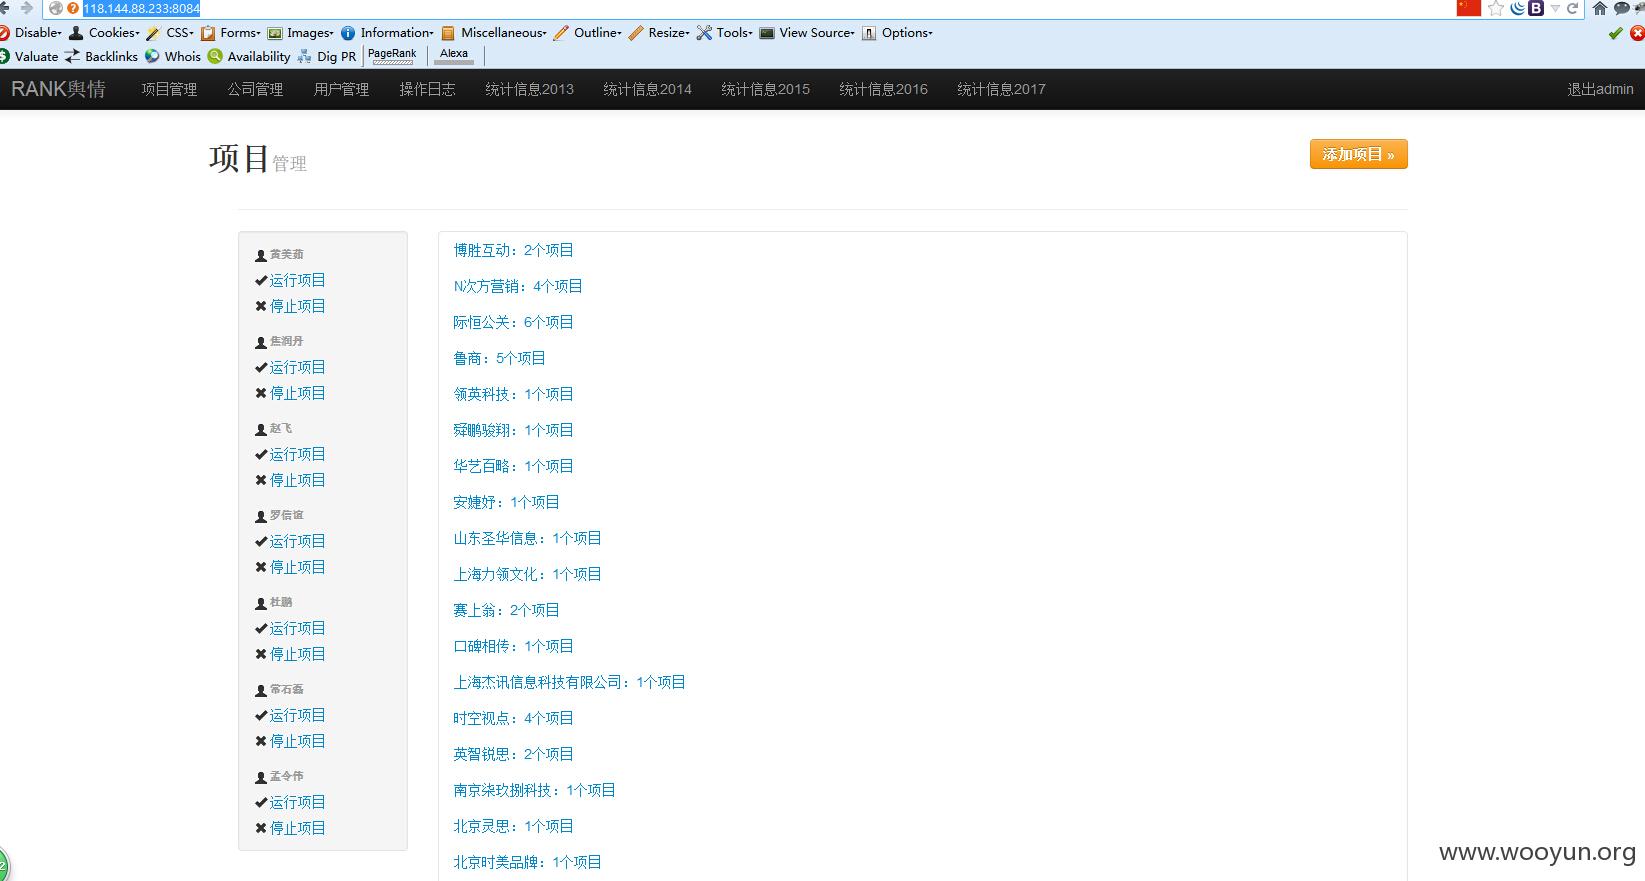 118.144.88.233:8084
Disable Cookies CSS Forms Images Information Miscellaneous Outline Resize Tools View Source Options
Valuate Backlinks Whois Availability Dig PR PageRank Alexa
RANK舆情 项目管理 公司管理 用户管理 操作日志 统计信息2013 统计信息2014 统计信息2015 统计信息2016 统计信息2017 退出admin
项目管理
添加项目 »
黄美茹
运行项目
停止项目
焦润丹
运行项目
停止项目
赵飞
运行项目
停止项目
罗信谊
运行项目
停止项目
杜鹏
运行项目
停止项目
常石磊
运行项目
停止项目
孟令伟
运行项目
停止项目
博胜互动：2个项目
N次方营销：4个项目
际恒公关：6个项目
鲁商：5个项目
领英科技：1个项目
舜鹏骏翔：1个项目
华艺百略：1个项目
安婕妤：1个项目
山东圣华信息：1个项目
上海力领文化：1个项目
赛上翁：2个项目
口碑相传：1个项目
上海杰讯信息科技有限公司：1个项目
时空视点：4个项目
英智锐思：2个项目
南京柒玖捌科技：1个项目
北京灵思：1个项目
北京时美品牌：1个项目
www.wooyun.org